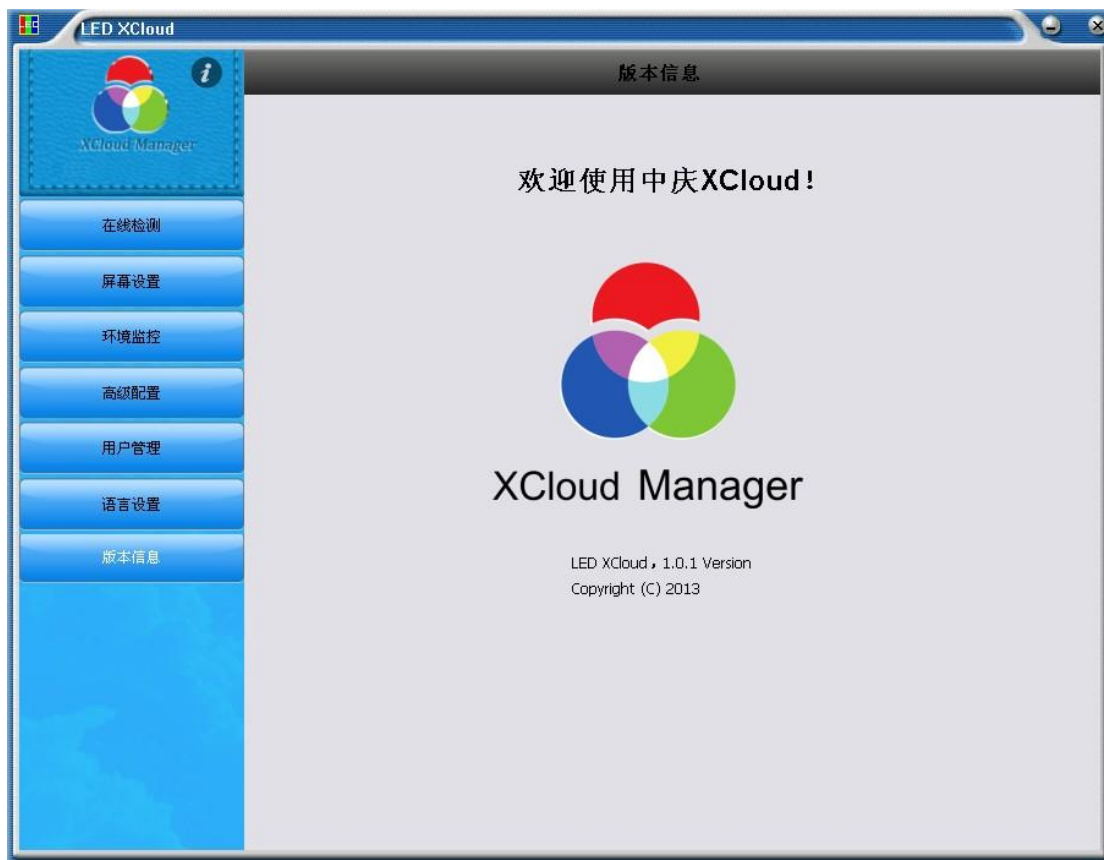 LED XCloud
i
XCloud Manager
版本信息
在线检测
屏幕设置
环境监控
高级配置
用户管理
语言设置
版本信息
欢迎使用中庆XCloud!
XCloud Manager
LED XCloud，1.0.1 Version
Copyright (C) 2013